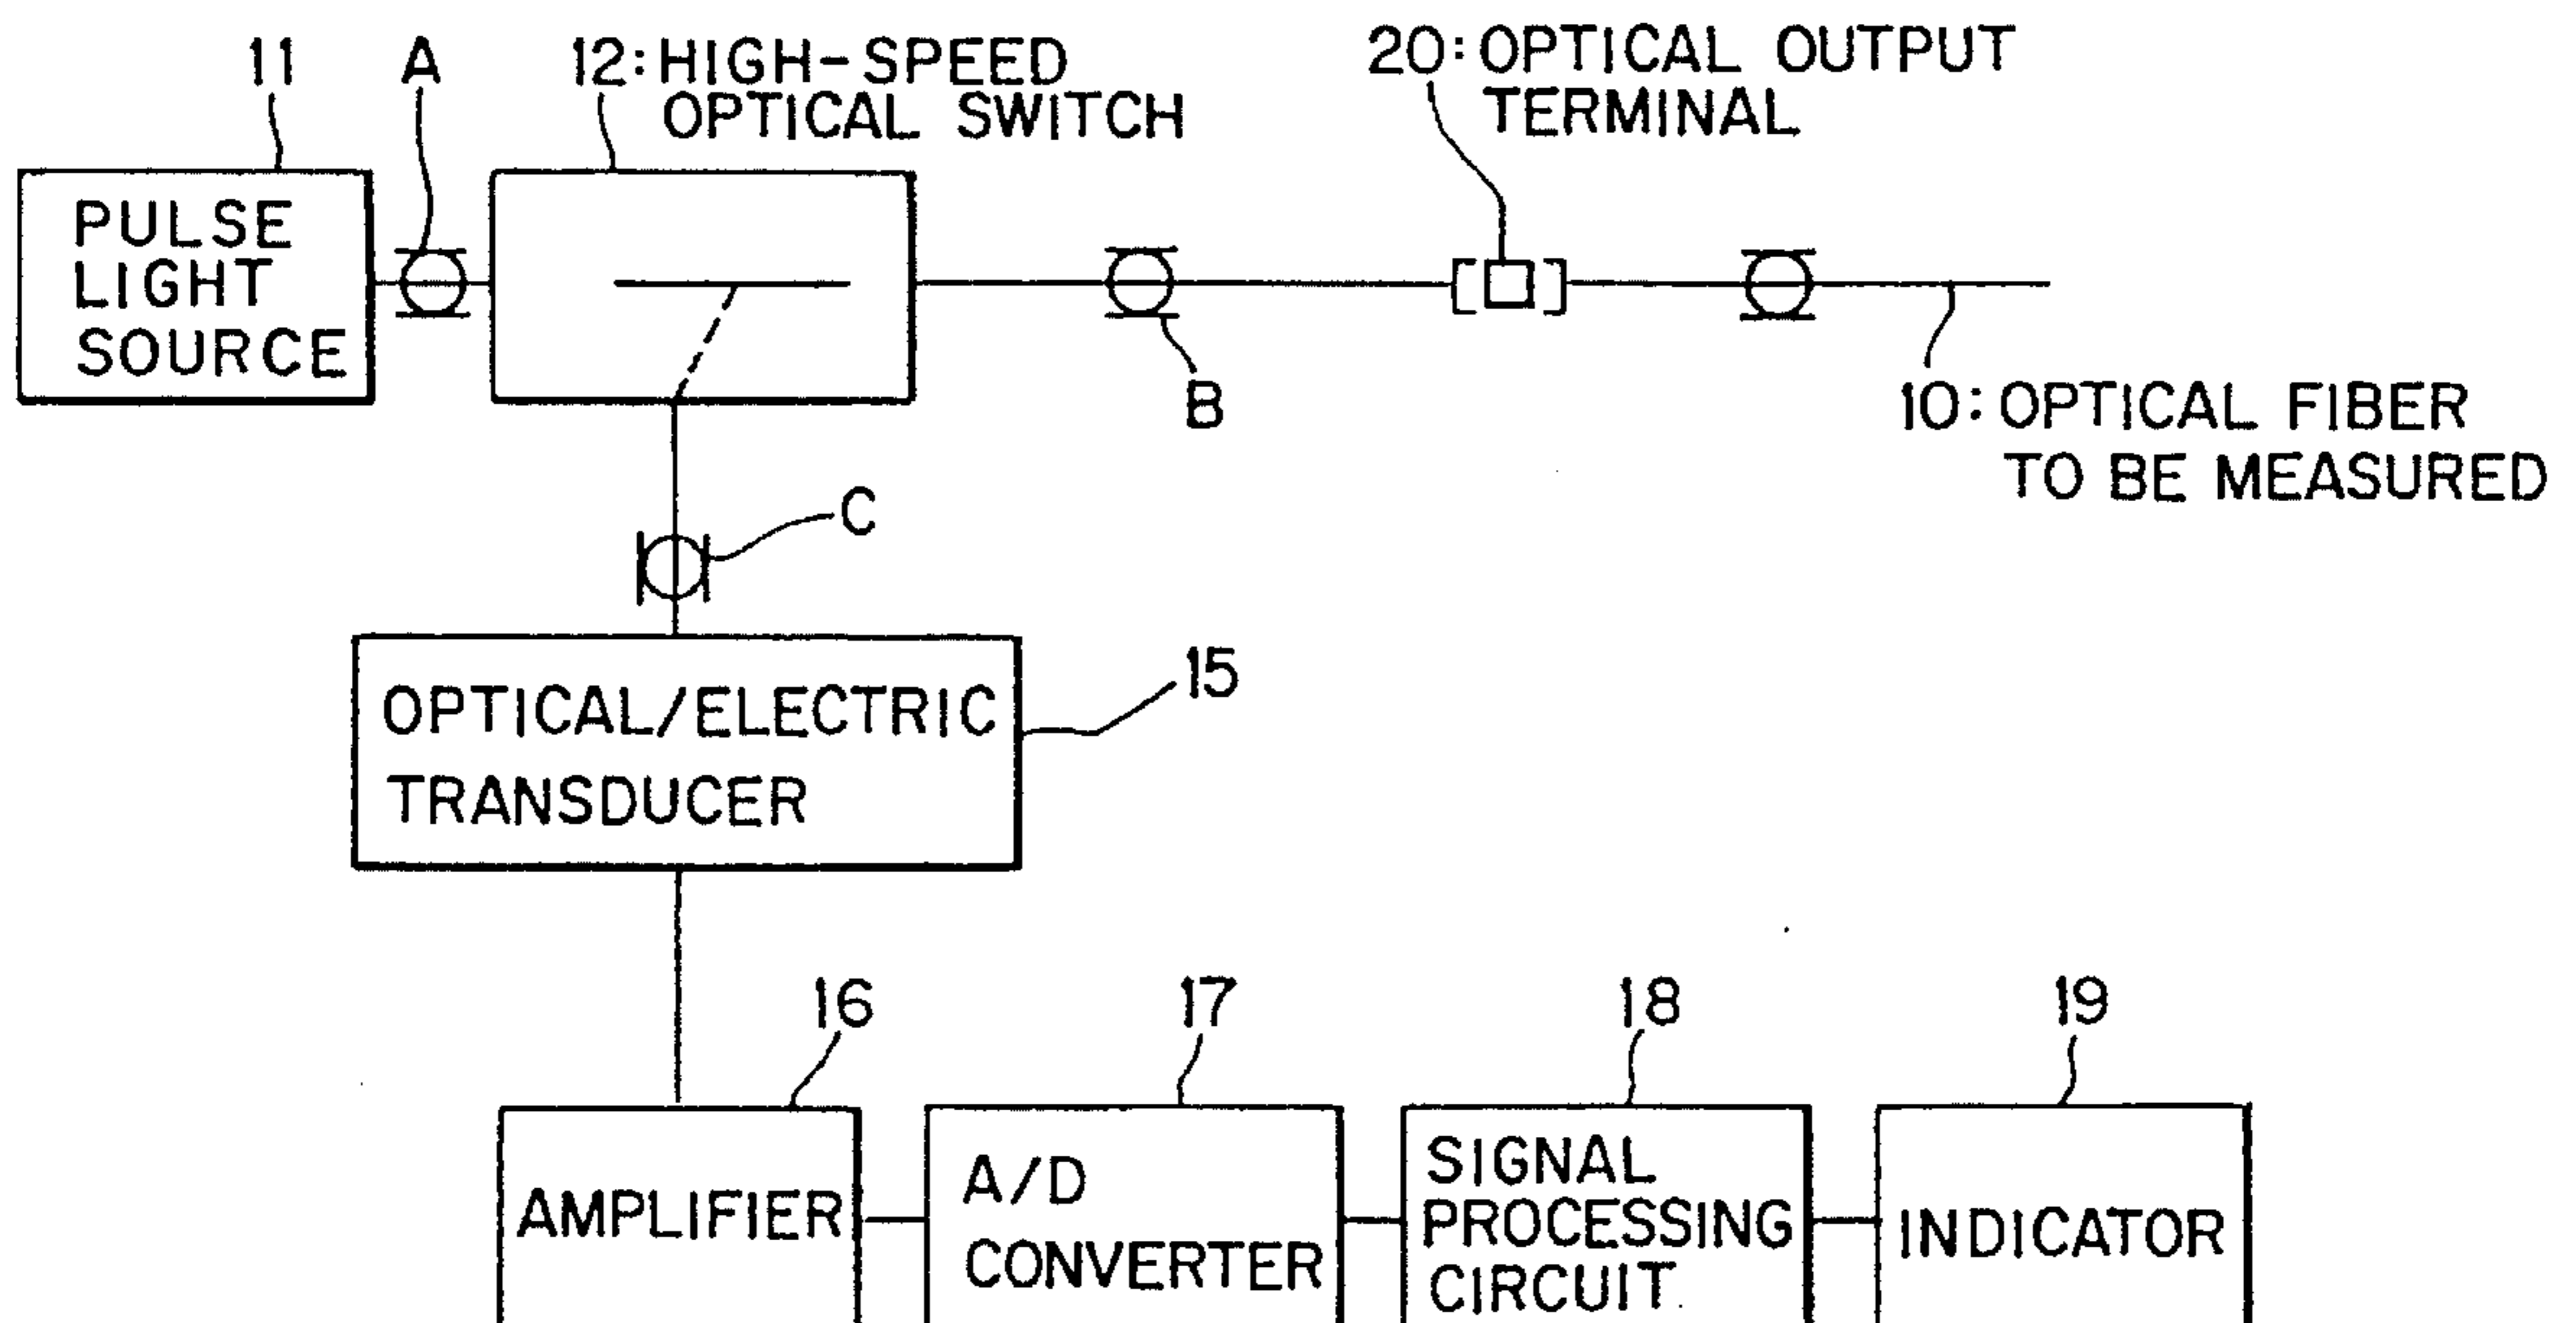 11
A
12: HIGH-SPEED
OPTICAL SWITCH
20: OPTICAL OUTPUT
TERMINAL
PULSE
LIGHT
SOURCE
B
10: OPTICAL FIBER
TO BE MEASURED
C
OPTICAL/ELECTRIC
TRANSDUCER
15
16
17
18
19
AMPLIFIER
A/D
CONVERTER
SIGNAL
PROCESSING
CIRCUIT
INDICATOR